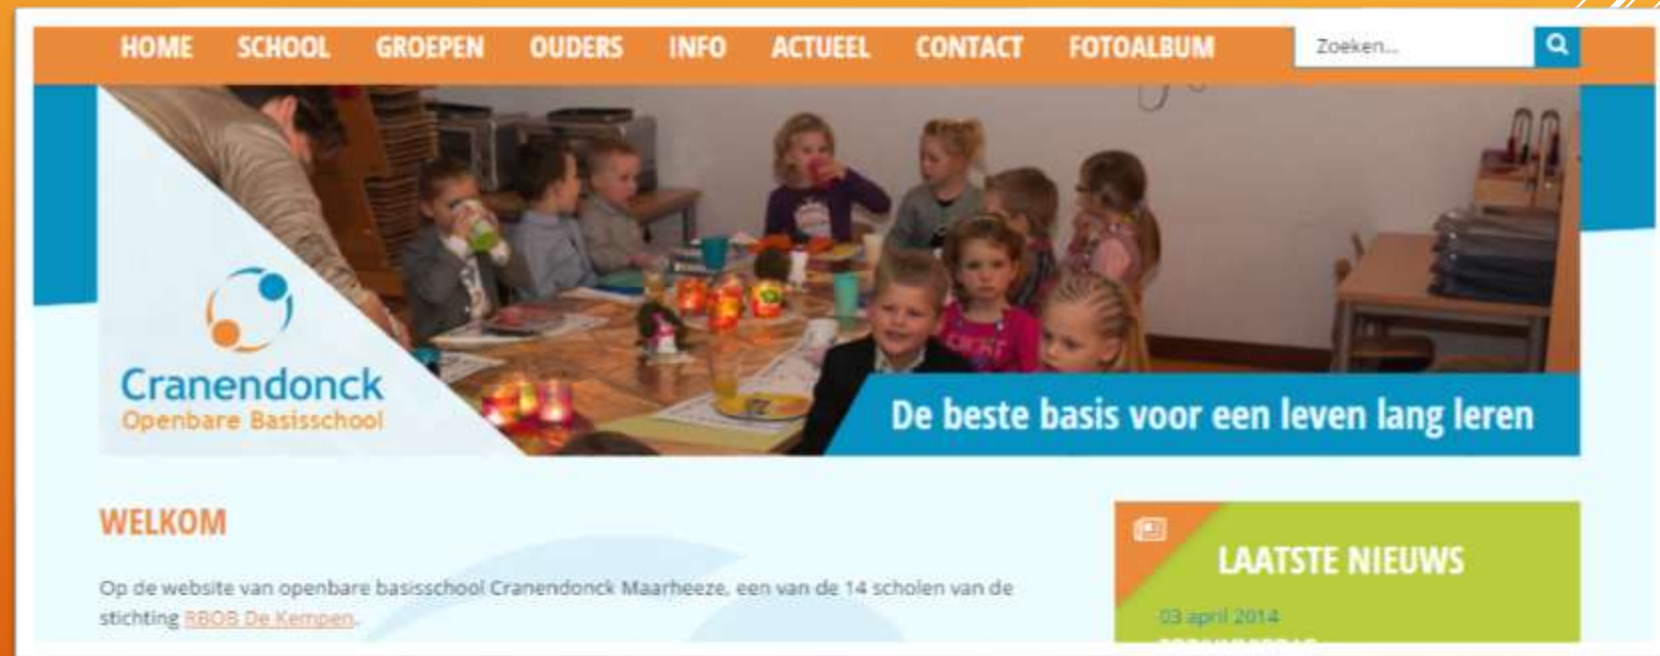 HOME SCHOOL GROEPEN OUDERS INFO ACTUEEL CONTACT FOTOALBUM Zoeken...
Cranendonck
Openbare Basisschool
De beste basis voor een leven lang leren
WELKOM
Op de website van openbare basisschool Cranendonck Maarheeze, een van de 14 scholen van de
stichting RBOB De Kempen.
LAATSTE NIEUWS
03 april 2014